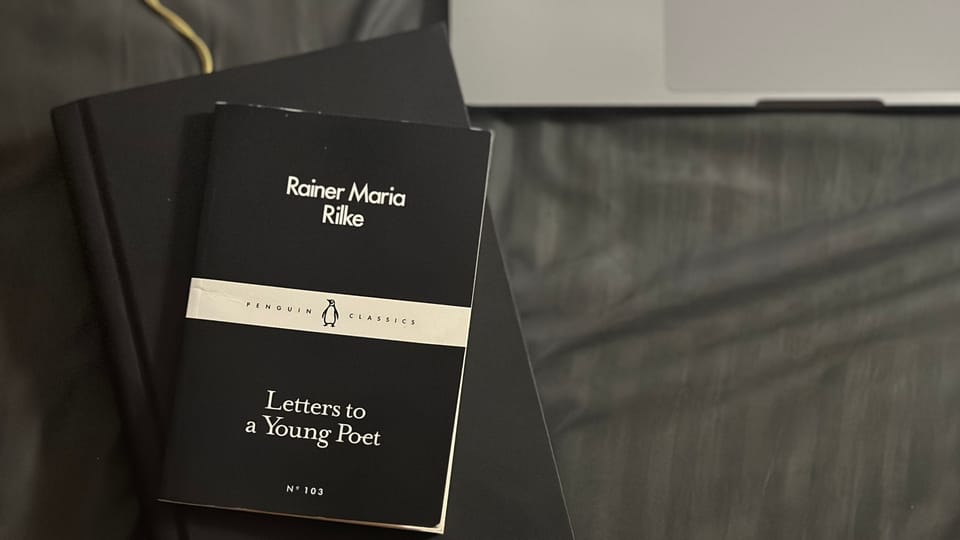 Rainer Maria
Rilke
PENGUIN CLASSICS
Letters to
a Young Poet
Nº 103